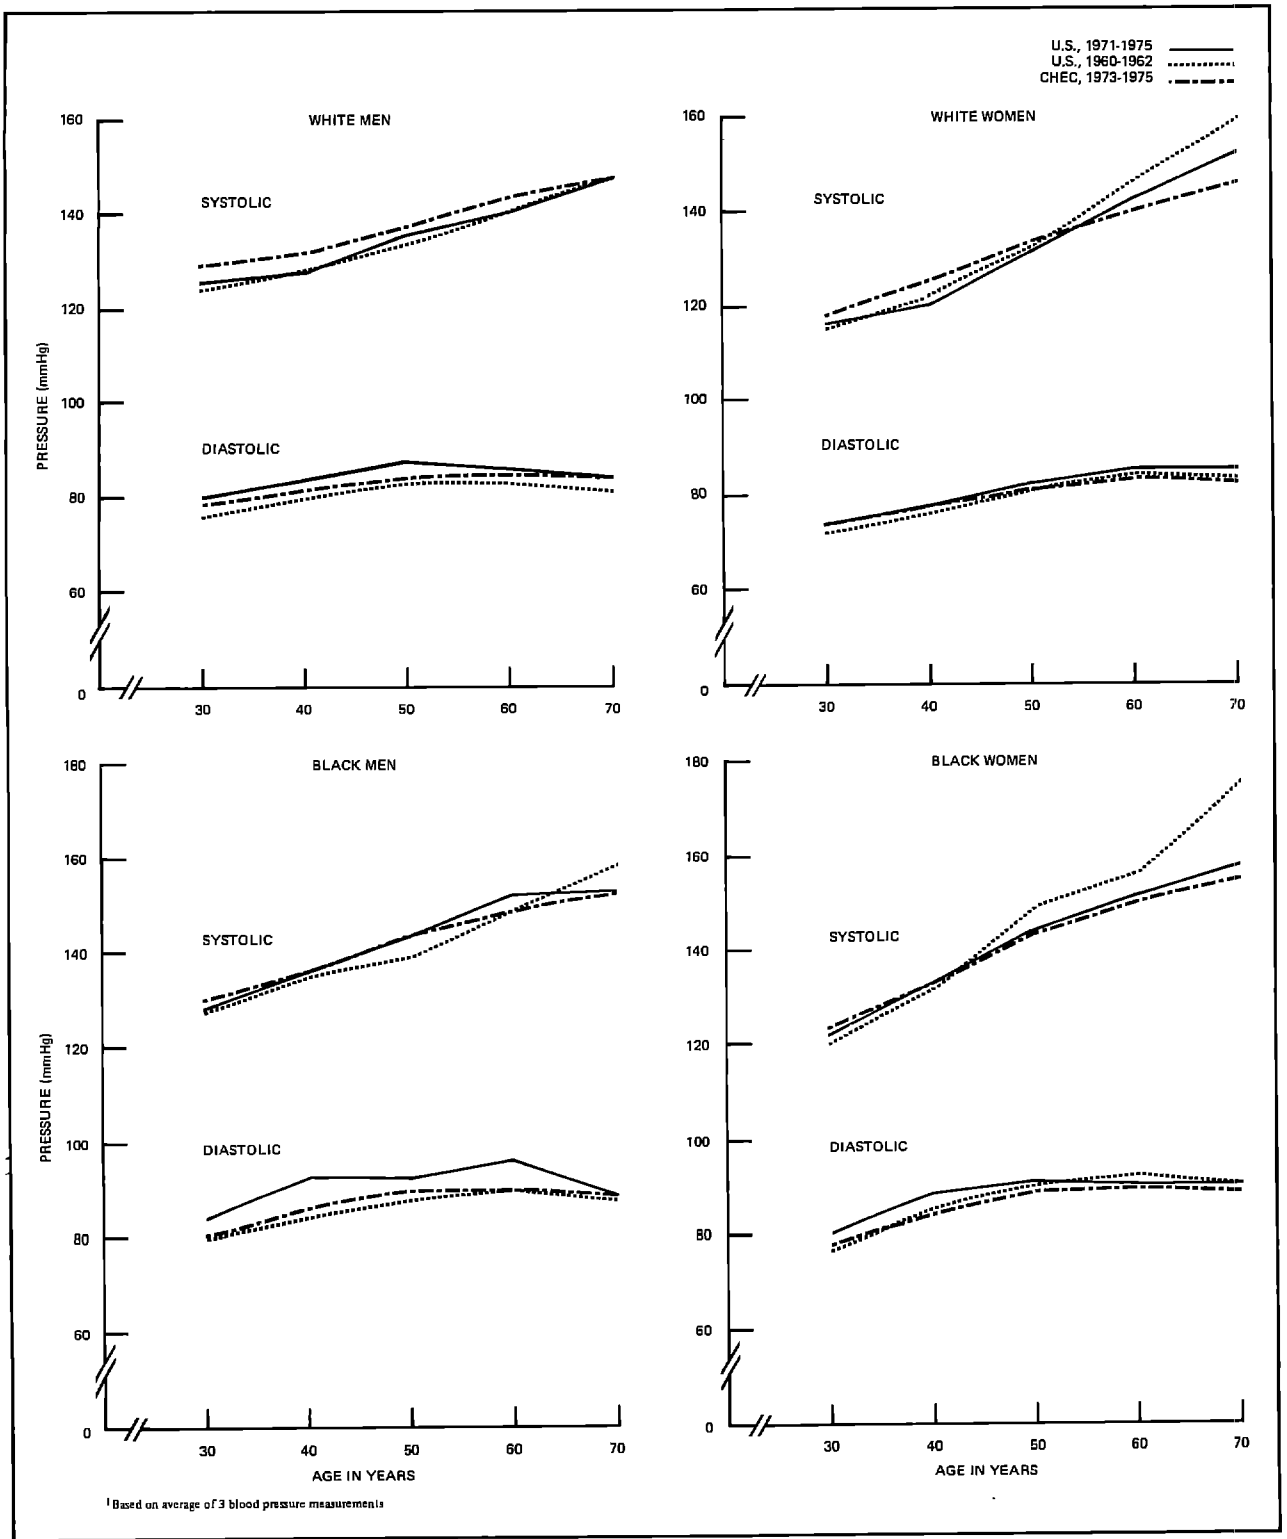 U.S., 1971-1975
U.S., 1960-1962
CHEC, 1973-1975
WHITE MEN
160
140
120
100
80
60
0
PRESSURE (mmHg)
SYSTOLIC
DIASTOLIC
30 40 50 60 70
WHITE WOMEN
160
140
120
100
80
60
0
SYSTOLIC
DIASTOLIC
30 40 50 60 70
BLACK MEN
180
160
140
120
100
80
60
0
PRESSURE (mmHg)
SYSTOLIC
DIASTOLIC
30 40 50 60 70
AGE IN YEARS
BLACK WOMEN
180
160
140
120
100
80
60
0
SYSTOLIC
DIASTOLIC
30 40 50 60 70
AGE IN YEARS
1 Based on average of 3 blood pressure measurements